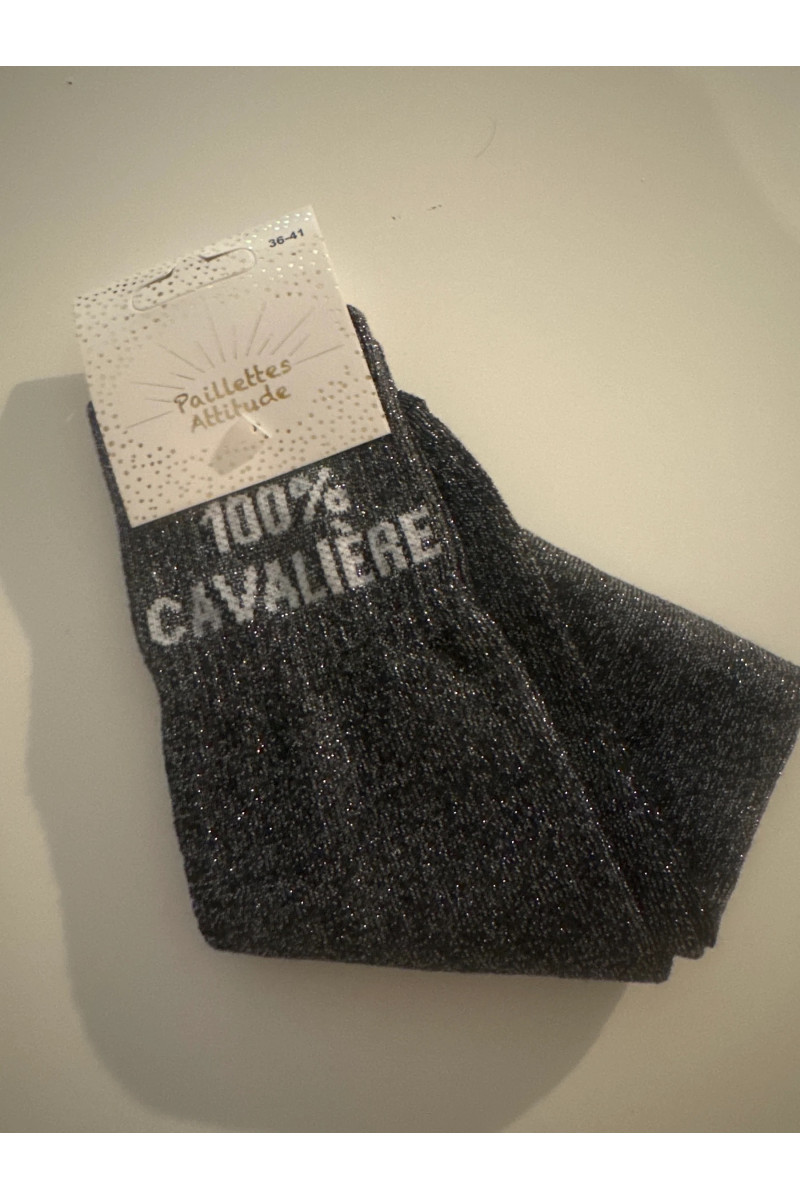 36-41
Paillettes
Attitude
100%
CAVALIÈRE